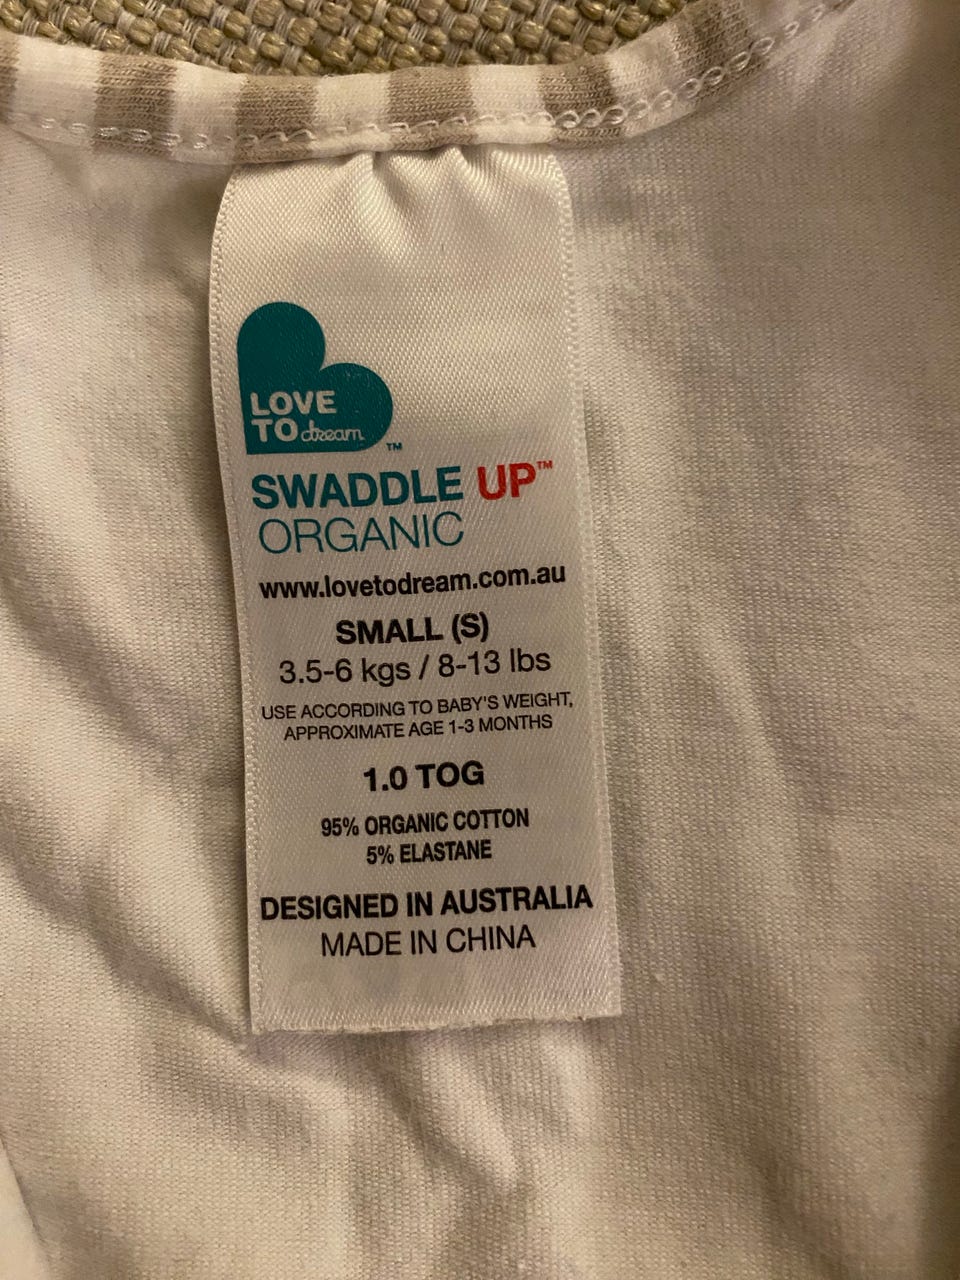 LOVE
TO dream™
SWADDLE UP™
ORGANIC
www.lovetodream.com.au
SMALL (S)
3.5-6 kgs / 8-13 lbs
USE ACCORDING TO BABY'S WEIGHT,
APPROXIMATE AGE 1-3 MONTHS
1.0 TOG
95% ORGANIC COTTON
5% ELASTANE
DESIGNED IN AUSTRALIA
MADE IN CHINA